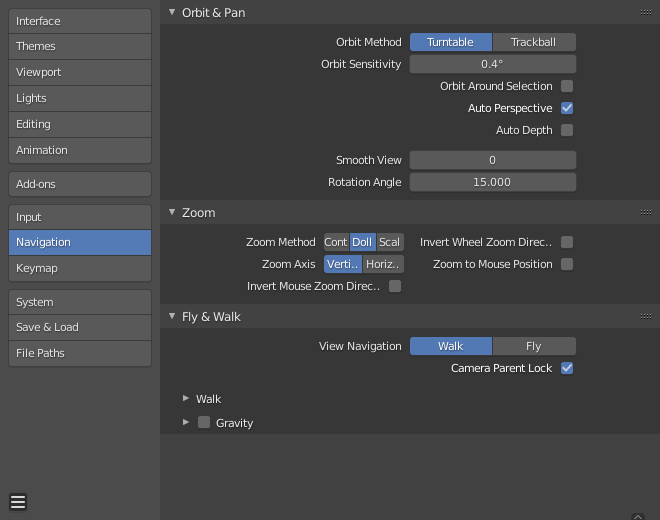 Interface
Themes
Viewport
Lights
Editing
Animation
Add-ons
Input
Navigation
Keymap
System
Save & Load
File Paths
Orbit & Pan
Orbit Method Turntable Trackball
Orbit Sensitivity 0.4°
Orbit Around Selection
Auto Perspective
Auto Depth
Smooth View 0
Rotation Angle 15.000
Zoom
Zoom Method Cont Doll Scal Invert Wheel Zoom Direc..
Zoom Axis Verti.. Horiz.. Zoom to Mouse Position
Invert Mouse Zoom Direc..
Fly & Walk
View Navigation Walk Fly
Camera Parent Lock
Walk
Gravity